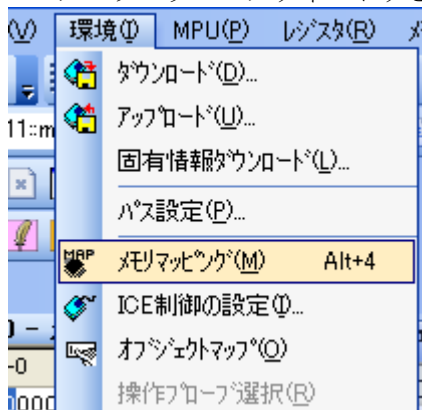 (V) 環境(I) MPU(P) ﾚｼﾞｽﾀ(R)
ﾀﾞｳﾝﾛｰﾄﾞ(D)...
11::m ｱｯﾌﾟﾛｰﾄﾞ(U)...
固有情報ﾀﾞｳﾝﾛｰﾄﾞ(L)...
ﾊﾟｽ設定(P)...
MAP ﾒﾓﾘﾏｯﾋﾟﾝｸﾞ(M) Alt+4
ICE制御の設定(I)...
-0 ｵﾌﾞｼﾞｪｸﾄﾏｯﾌﾟ(O)
操作ﾌﾟﾛｰﾌﾞ選択(R)